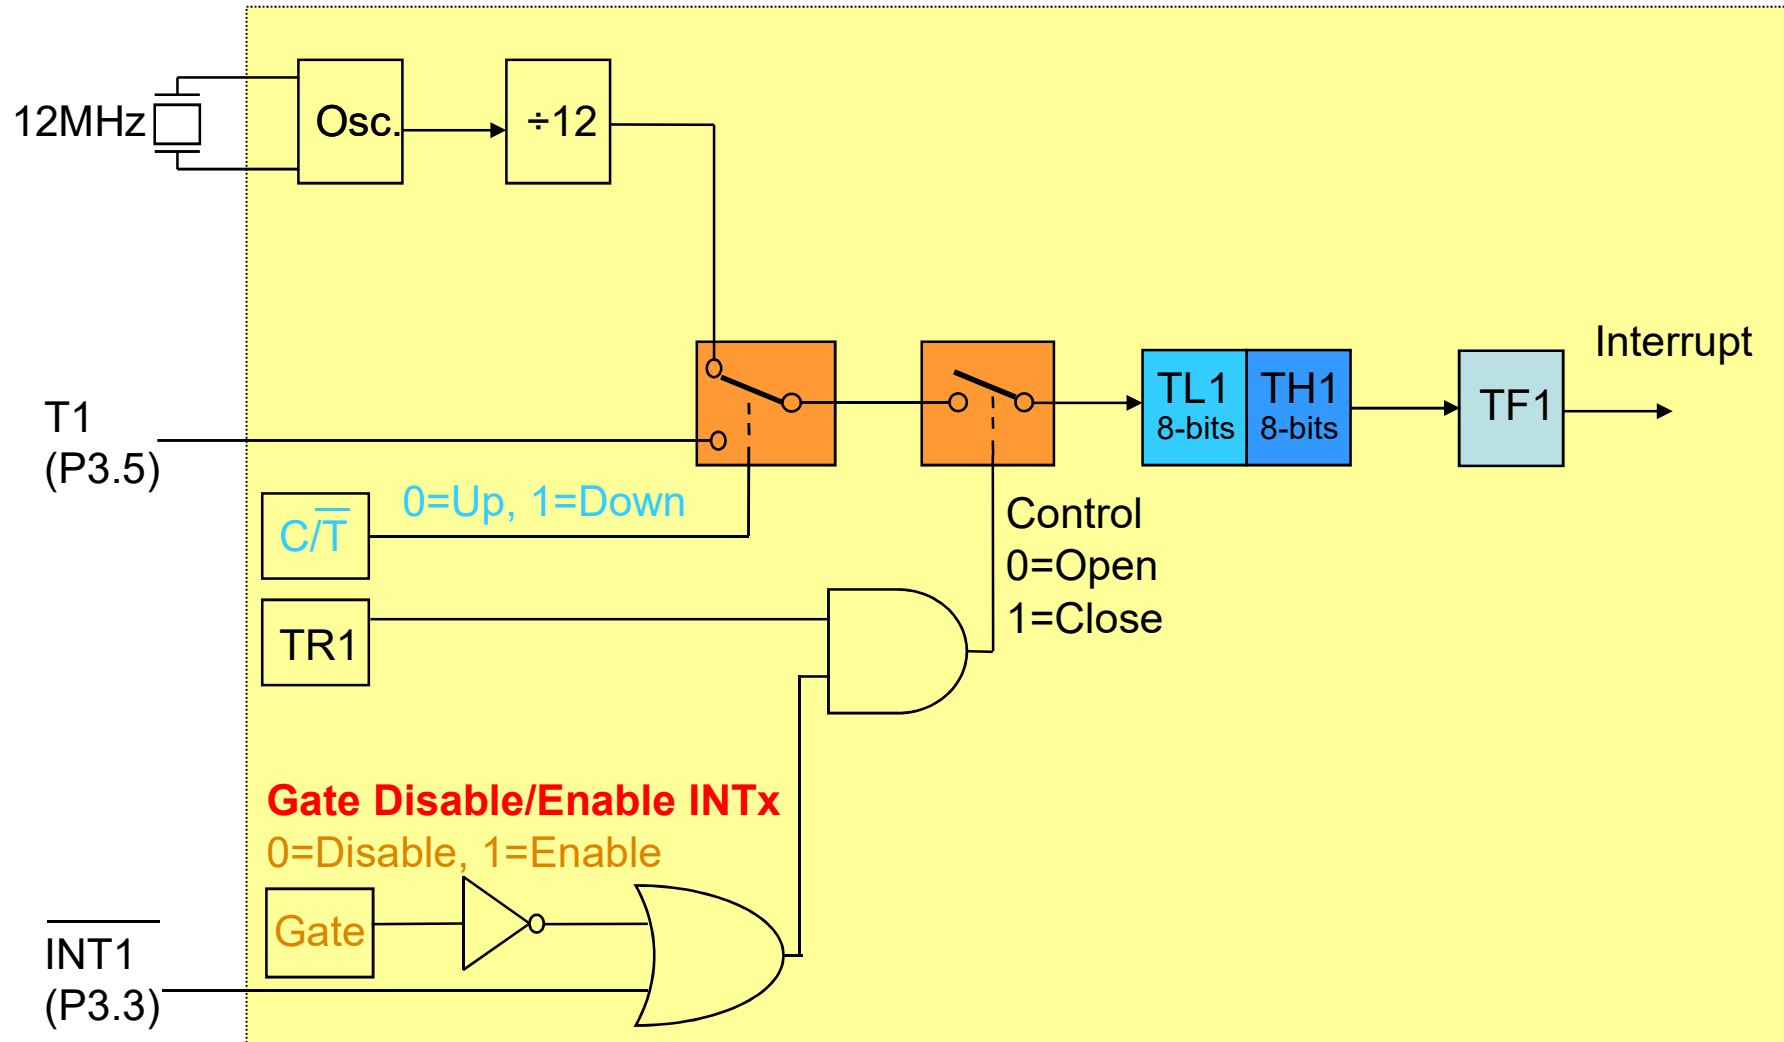 12MHz
Osc.
÷12
Interrupt
TL1
8-bits
TH1
8-bits
TF1
T1
(P3.5)
0=Up, 1=Down
C/T̅
Control
0=Open
1=Close
TR1
Gate Disable/Enable INTx
0=Disable, 1=Enable
Gate
I̅N̅T̅1̅
(P3.3)